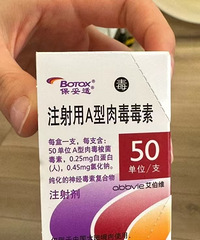 BOTOX®
保妥适®
毒
注射用A型肉毒毒素
每盒一支，每支含：
50单位A型肉毒梭菌
毒素，0.25mg白蛋白
(人)，0.45mg氯化钠。
纯化的神经毒素复合物
50
单位/支
注射剂
abbvie 艾伯维